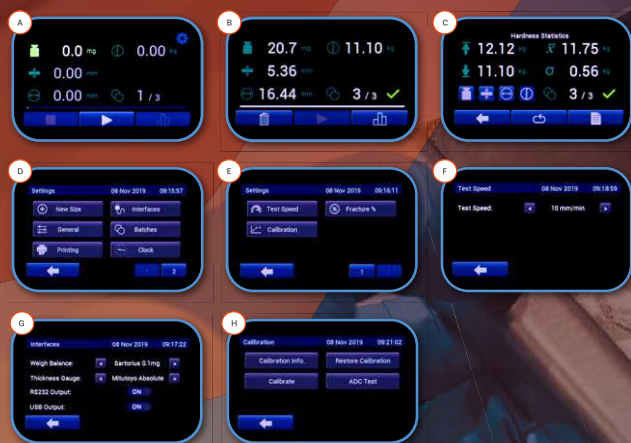 A
0.0 mg
0.00 kg
0.00 mm
0.00 mm
1 / 3
B
20.7 mg
11.10 kg
5.36 mm
16.44 mm
3 / 3
C
Hardness Statistics
12.12 kg
x̄ 11.75 kg
11.10 kg
σ 0.56 kg
3 / 3
D
Settings 08 Nov 2019 09:15:57
New Size Interfaces
General Batches
Printing Clock
2
E
Settings 08 Nov 2019 09:16:11
Test Speed Fracture %
Calibration
1
F
Test Speed 08 Nov 2019 09:18:59
Test Speed: 10 mm/min
G
Interfaces 08 Nov 2019 09:17:22
Weigh Balance: Sartorius 0.1mg
Thickness Gauge: Mitutoyo Absolute
RS232 Output: ON
USB Output: ON
H
Calibration 08 Nov 2019 09:21:02
Calibration Info. Restore Calibration
Calibrate ADC Test